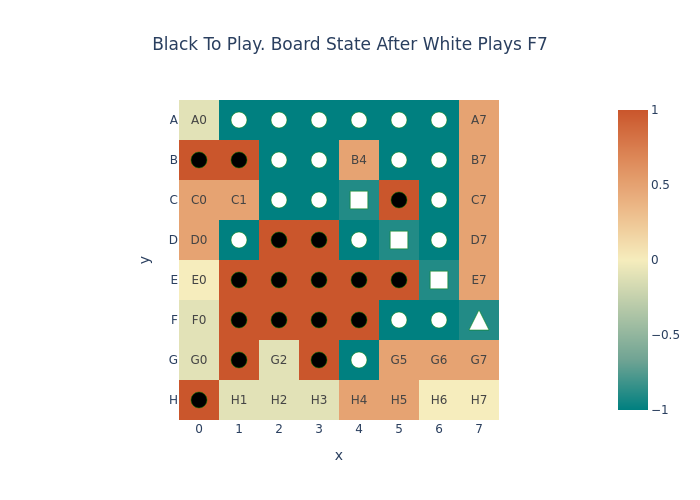 Black To Play. Board State After White Plays F7
A A0 A7
B B4 B7
C C0 C1 C7
D D0 D7
E E0 E7
F F0
G G0 G2 G5 G6 G7
H H1 H2 H3 H4 H5 H6 H7
0 1 2 3 4 5 6 7
x
y
1
0.5
0
−0.5
−1